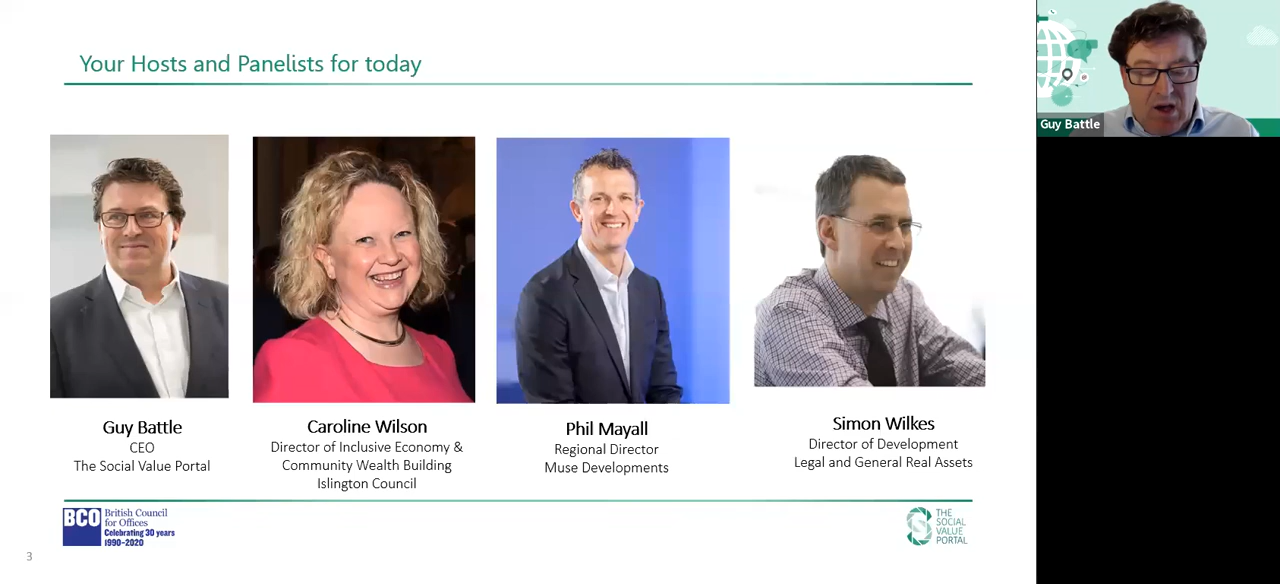 Your Hosts and Panelists for today
Guy Battle
Guy Battle
CEO
The Social Value Portal
Caroline Wilson
Director of Inclusive Economy &
Community Wealth Building
Islington Council
Phil Mayall
Regional Director
Muse Developments
Simon Wilkes
Director of Development
Legal and General Real Assets
BCO
British Council
for Offices
Celebrating 30 years
1990-2020
THE
SOCIAL
VALUE
PORTAL
3